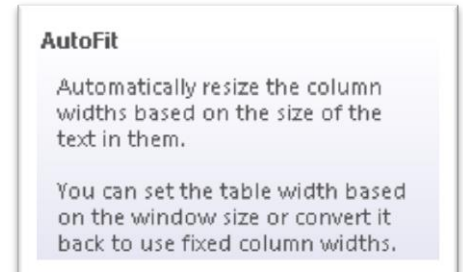 AutoFit
Automatically resize the column
widths based on the size of the
text in them.
You can set the table width based
on the window size or convert it
back to use fixed column widths.